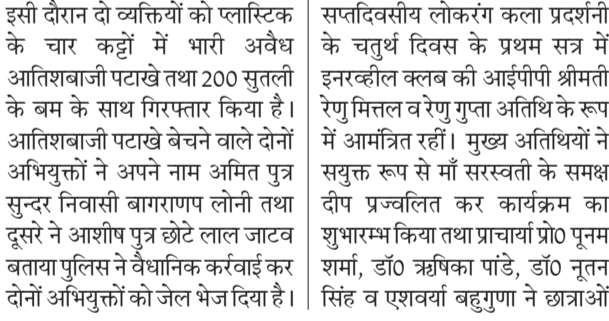 इसी दौरान दो व्यक्तियों को प्लास्टिक
के चार कट्टों में भारी अवैध
आतिशबाजी पटाखे तथा 200 सुतली
के बम के साथ गिरफ्तार किया है।
आतिशबाजी पटाखे बेचने वाले दोनों
अभियुक्तों ने अपने नाम अमित पुत्र
सुन्दर निवासी बागराणप लोनी तथा
दूसरे ने आशीष पुत्र छोटे लाल जाटव
बताया पुलिस ने वैधानिक कर्रवाई कर
दोनों अभियुक्तों को जेल भेज दिया है।
सप्तदिवसीय लोकरंग कला प्रदर्शनी
के चतुर्थ दिवस के प्रथम सत्र में
इनरव्हील क्लब की आईपीपी श्रीमती
रेणु मित्तल व रेणु गुप्ता अतिथि के रूप
में आमंत्रित रहीं। मुख्य अतिथियों ने
सयुक्त रूप से माँ सरस्वती के समक्ष
दीप प्रज्वलित कर कार्यक्रम का
शुभारम्भ किया तथा प्राचार्या प्रो0 पूनम
शर्मा, डॉ0 ऋषिका पांडे, डॉ0 नूतन
सिंह व एशवर्या बहुगुणा ने छात्राओं